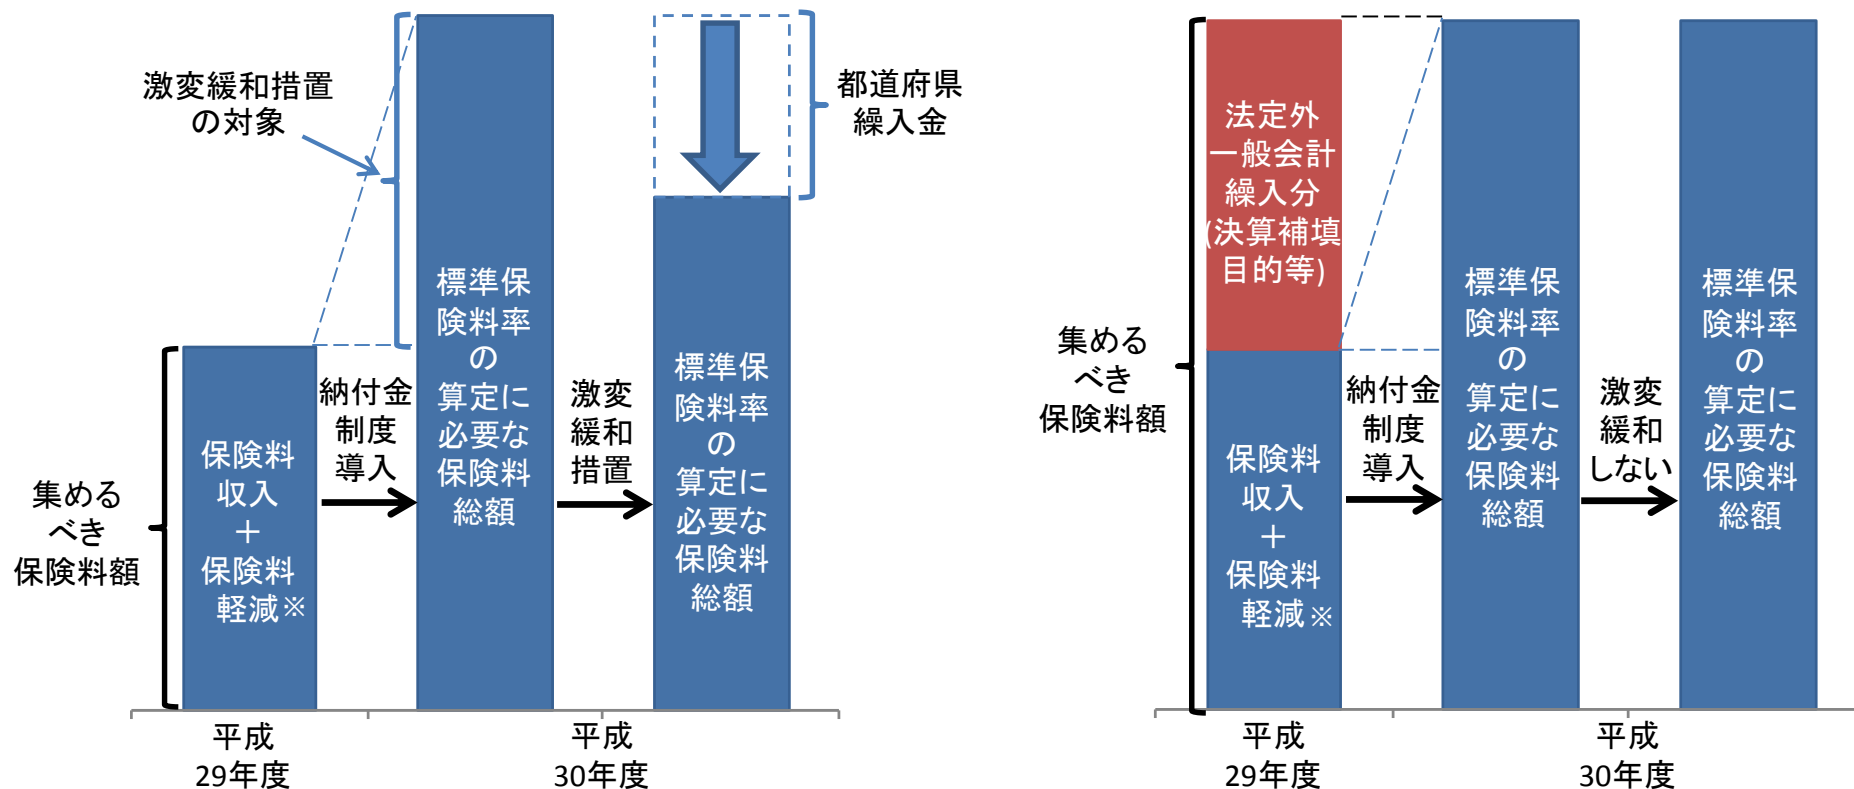 激変緩和措置
の対象
都道府県
繰入金
標準保
険料率
の
算定に
必要な
保険料
総額
標準保
険料率
の
算定に
必要な
保険料
総額
納付金
制度
導入
激変
緩和
措置
保険料
収入
＋
保険料
軽減※
集める
べき
保険料額
平成
29年度
平成
30年度
法定外
一般会計
繰入分
(決算補填
目的等)
集める
べき
保険料額
保険料
収入
＋
保険料
軽減※
納付金
制度
導入
標準保
険料率
の
算定に
必要な
保険料
総額
激変
緩和
しない
標準保
険料率
の
算定に
必要な
保険料
総額
平成
29年度
平成
30年度